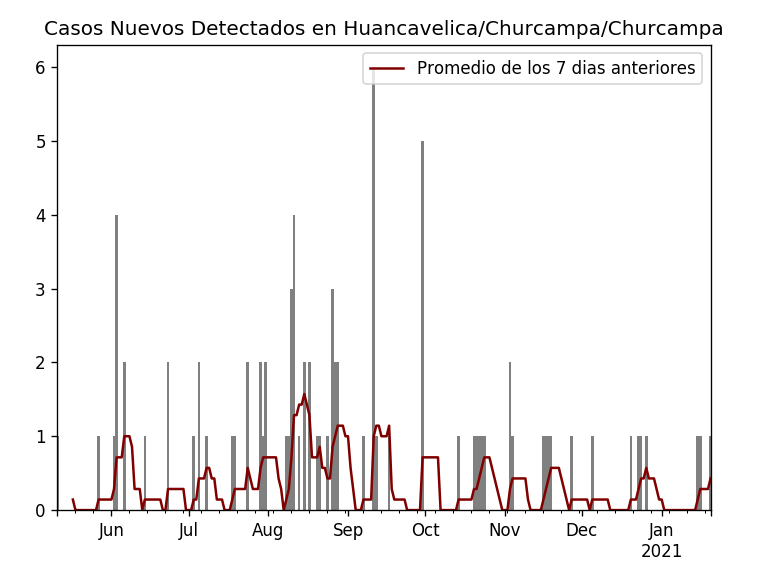 Casos Nuevos Detectados en Huancavelica/Churcampa/Churcampa
Promedio de los 7 dias anteriores
6
5
4
3
2
1
0
Jun Jul Aug Sep Oct Nov Dec Jan
2021